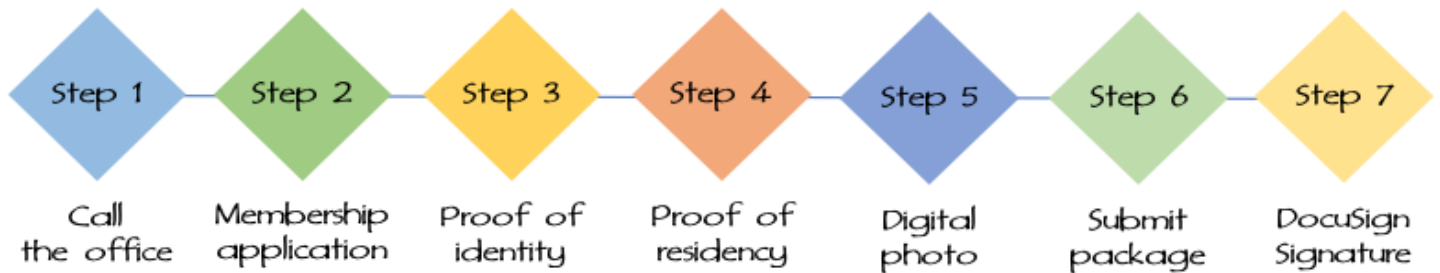 Step 1
Step 2
Step 3
Step 4
Step 5
Step 6
Step 7
Call
the office
Membership
application
Proof of
identity
Proof of
residency
Digital
photo
Submit
package
DocuSign
Signature